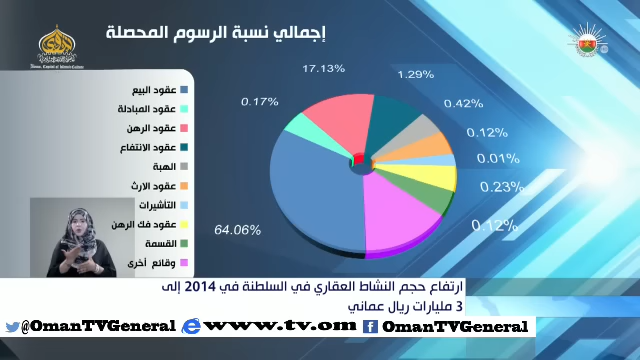 إجمالي نسبة الرسوم المحصلة
عقود البيع
عقود المبادلة
عقود الرهن
عقود الانتفاع
الهبة
عقود الارث
التأشيرات
عقود فك الرهن
القسمة
وقائع أخرى
17.13%
1.29%
0.17%
0.42%
0.12%
0.01%
0.23%
0.12%
64.06%
ارتفاع حجم النشاط العقاري في السلطنة في 2014 إلى
3 مليارات ريال عماني
@OmanTVGeneral www.tv.om OmanTVGeneral